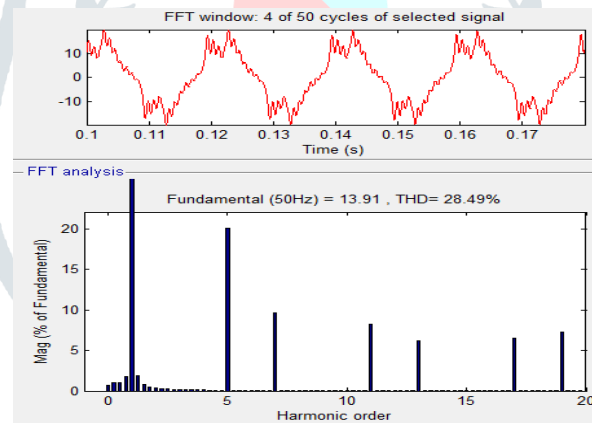 FFT window: 4 of 50 cycles of selected signal
10
0
-10
0.1 0.11 0.12 0.13 0.14 0.15 0.16 0.17
Time (s)
FFT analysis
Fundamental (50Hz) = 13.91 , THD= 28.49%
20
15
10
5
0
Mag (% of Fundamental)
0 5 10 15 20
Harmonic order